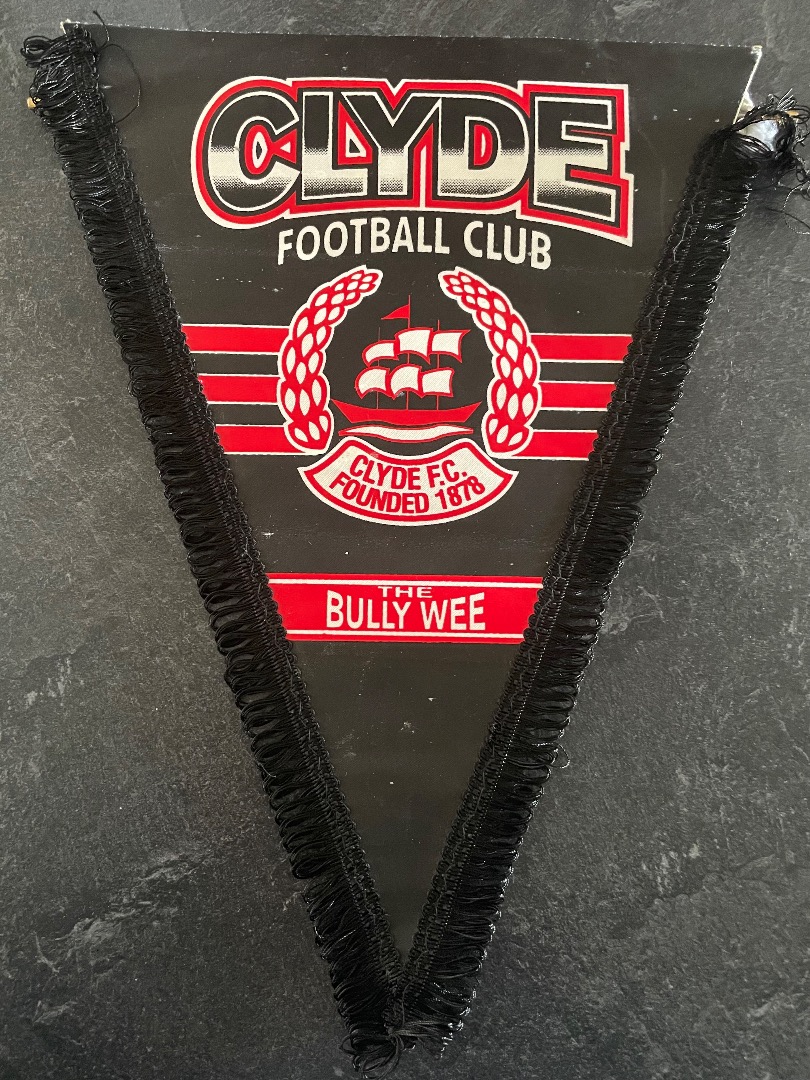 CLYDE
FOOTBALL CLUB
CLYDE F.C.
FOUNDED 1878
THE
BULLY WEE